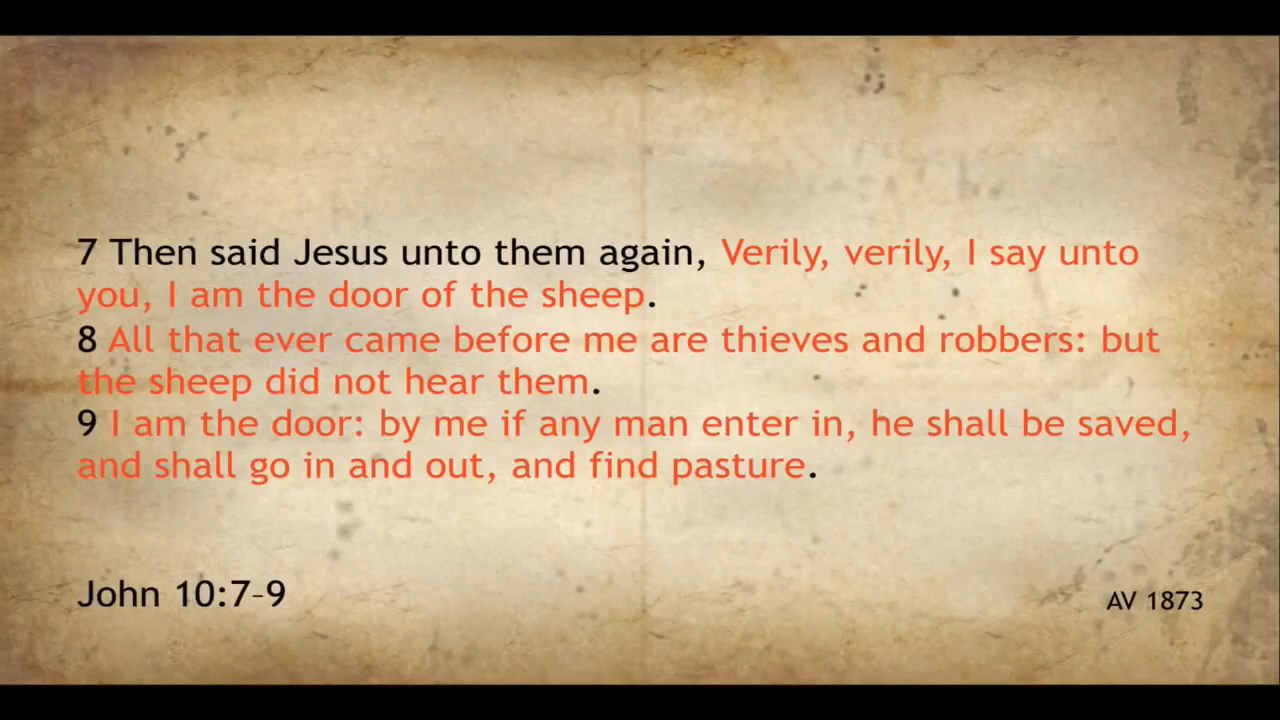 7 Then said Jesus unto them again, Verily, verily, I say unto
you, I am the door of the sheep.
8 All that ever came before me are thieves and robbers: but
the sheep did not hear them.
9 I am the door: by me if any man enter in, he shall be saved,
and shall go in and out, and find pasture.
John 10:7–9
AV 1873